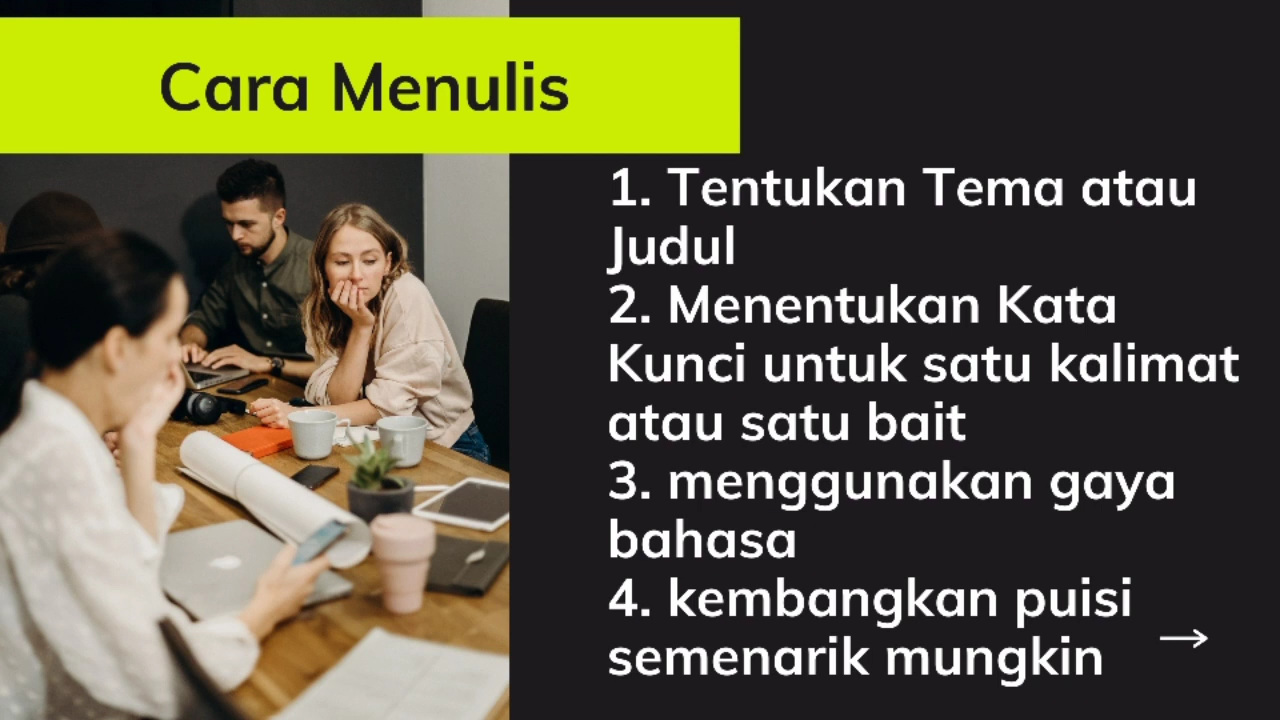 Cara Menulis
1. Tentukan Tema atau
Judul
2. Menentukan Kata
Kunci untuk satu kalimat
atau satu bait
3. menggunakan gaya
bahasa
4. kembangkan puisi
semenarik mungkin